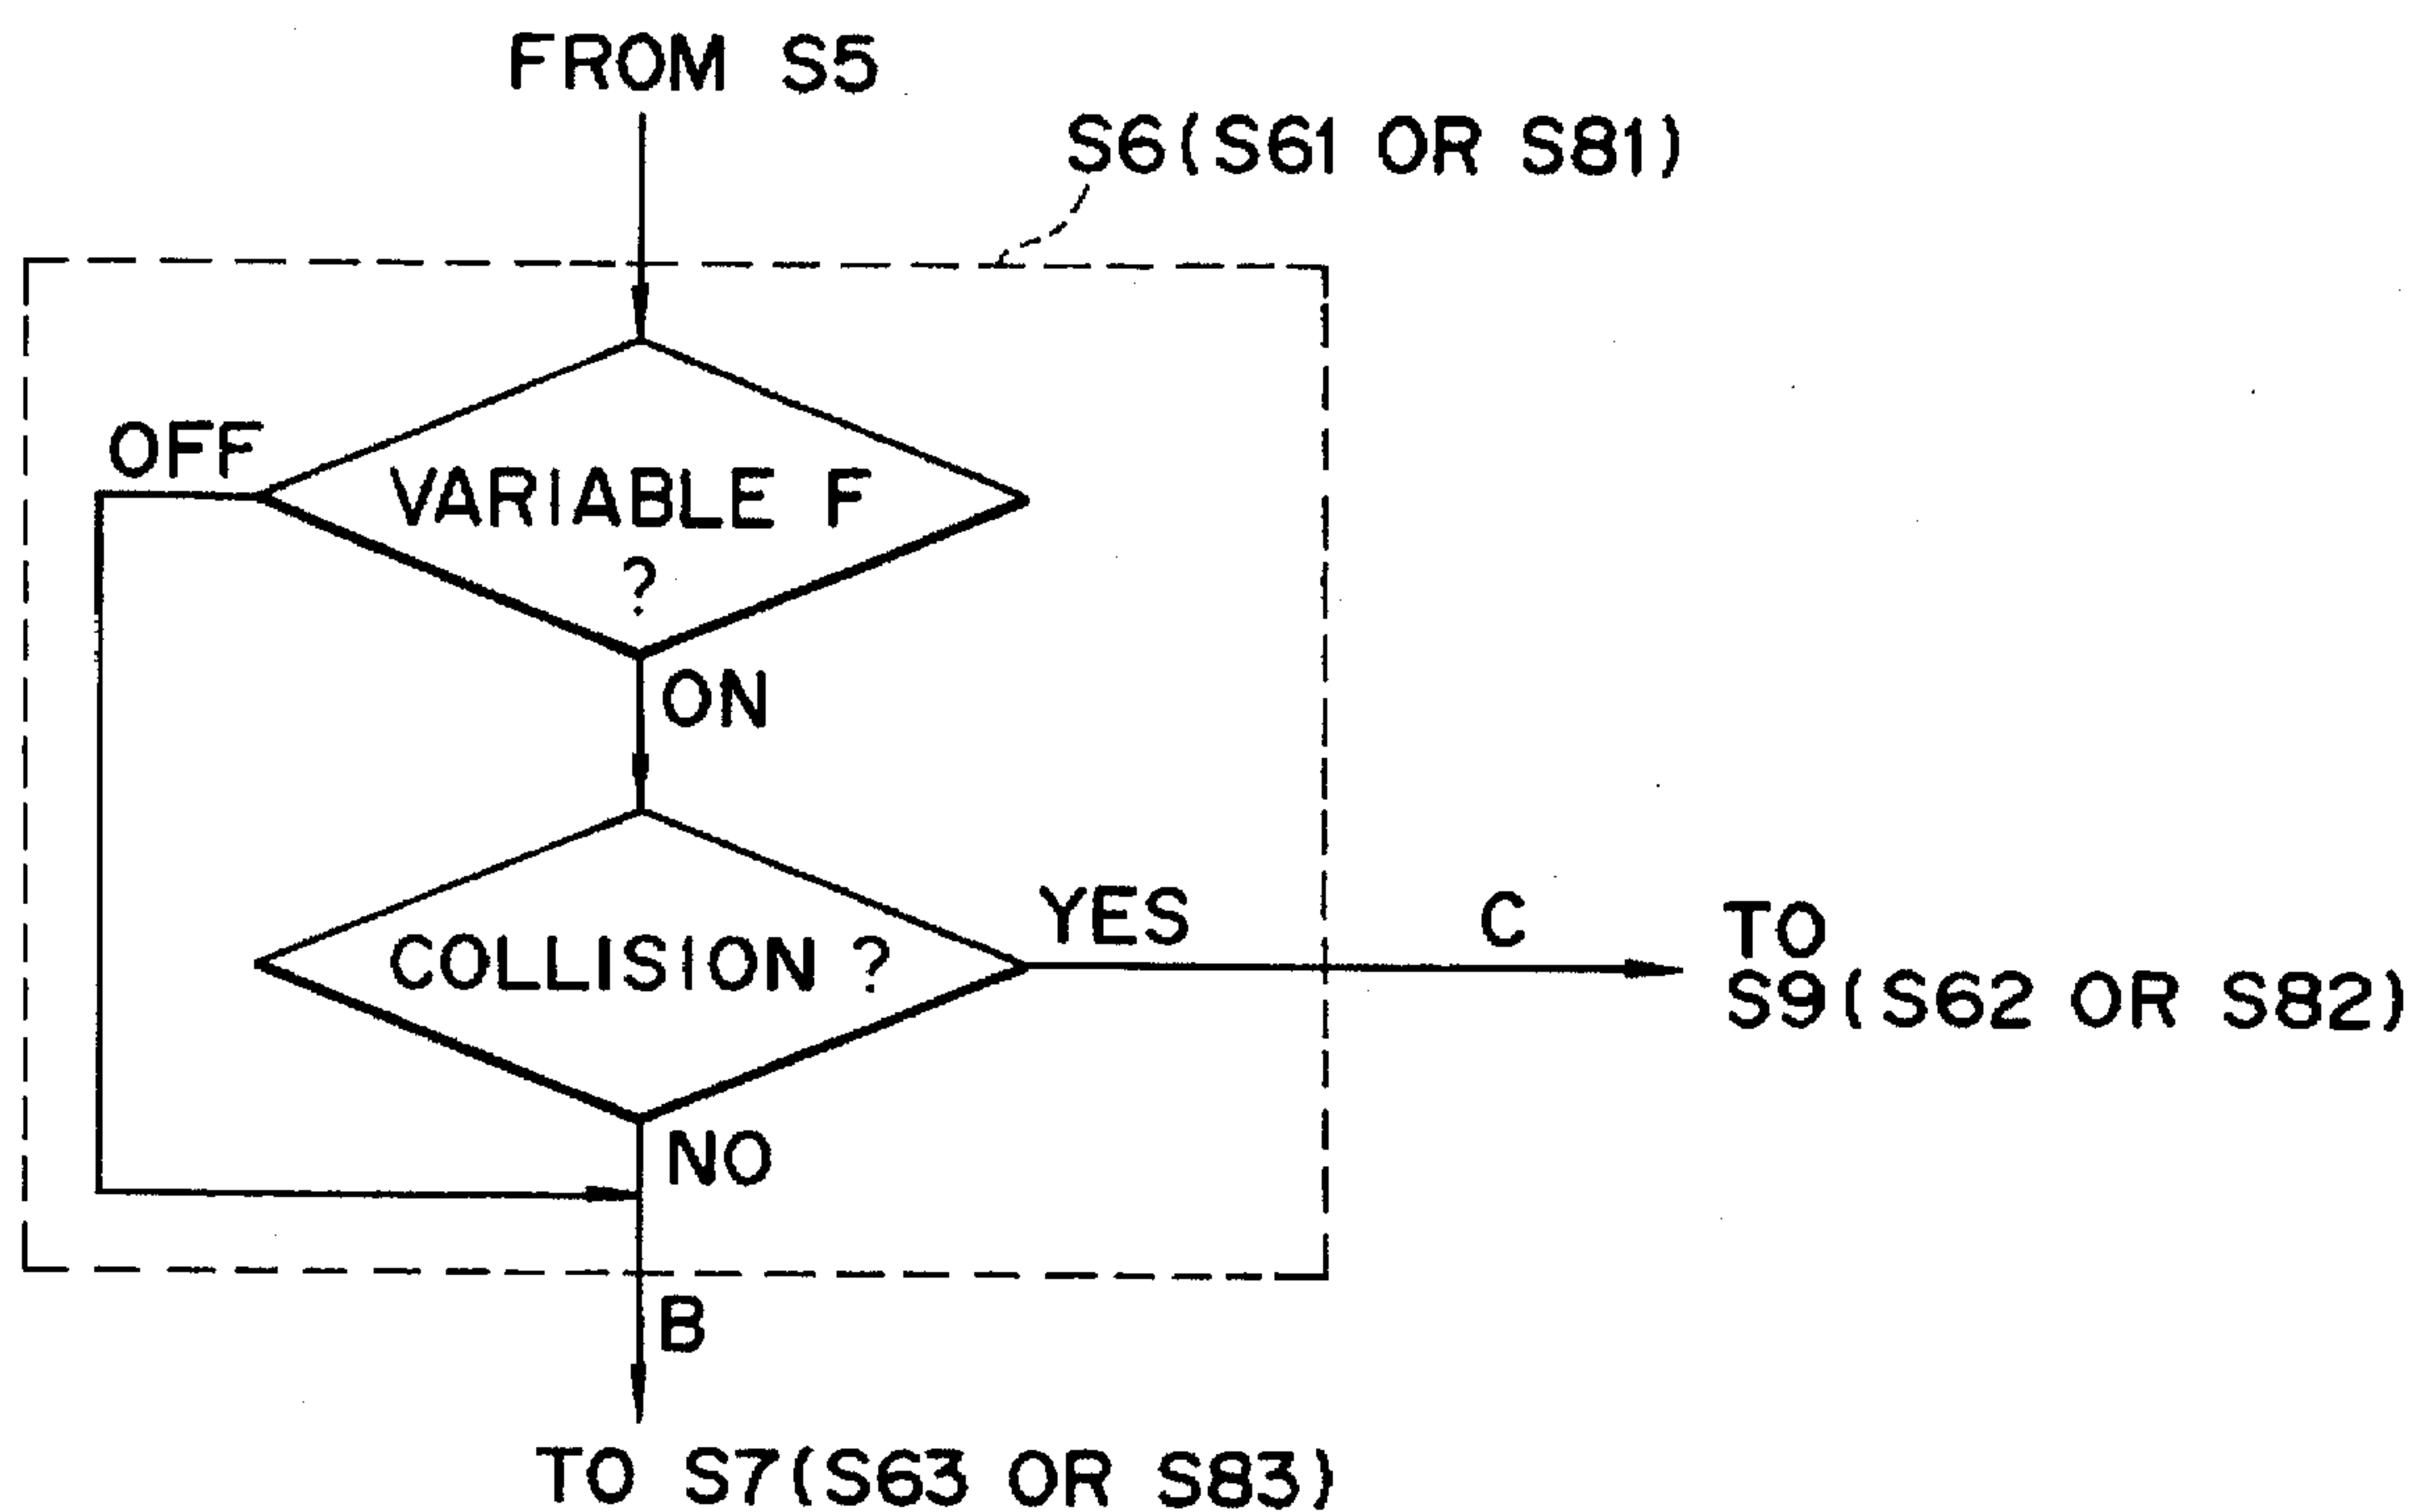 FROM S5
S6(S61 OR S81)
OFF
VARIABLE F
?
ON
COLLISION ?
YES
C
TO
S9(S62 OR S82)
NO
B
TO S7(S63 OR S83)